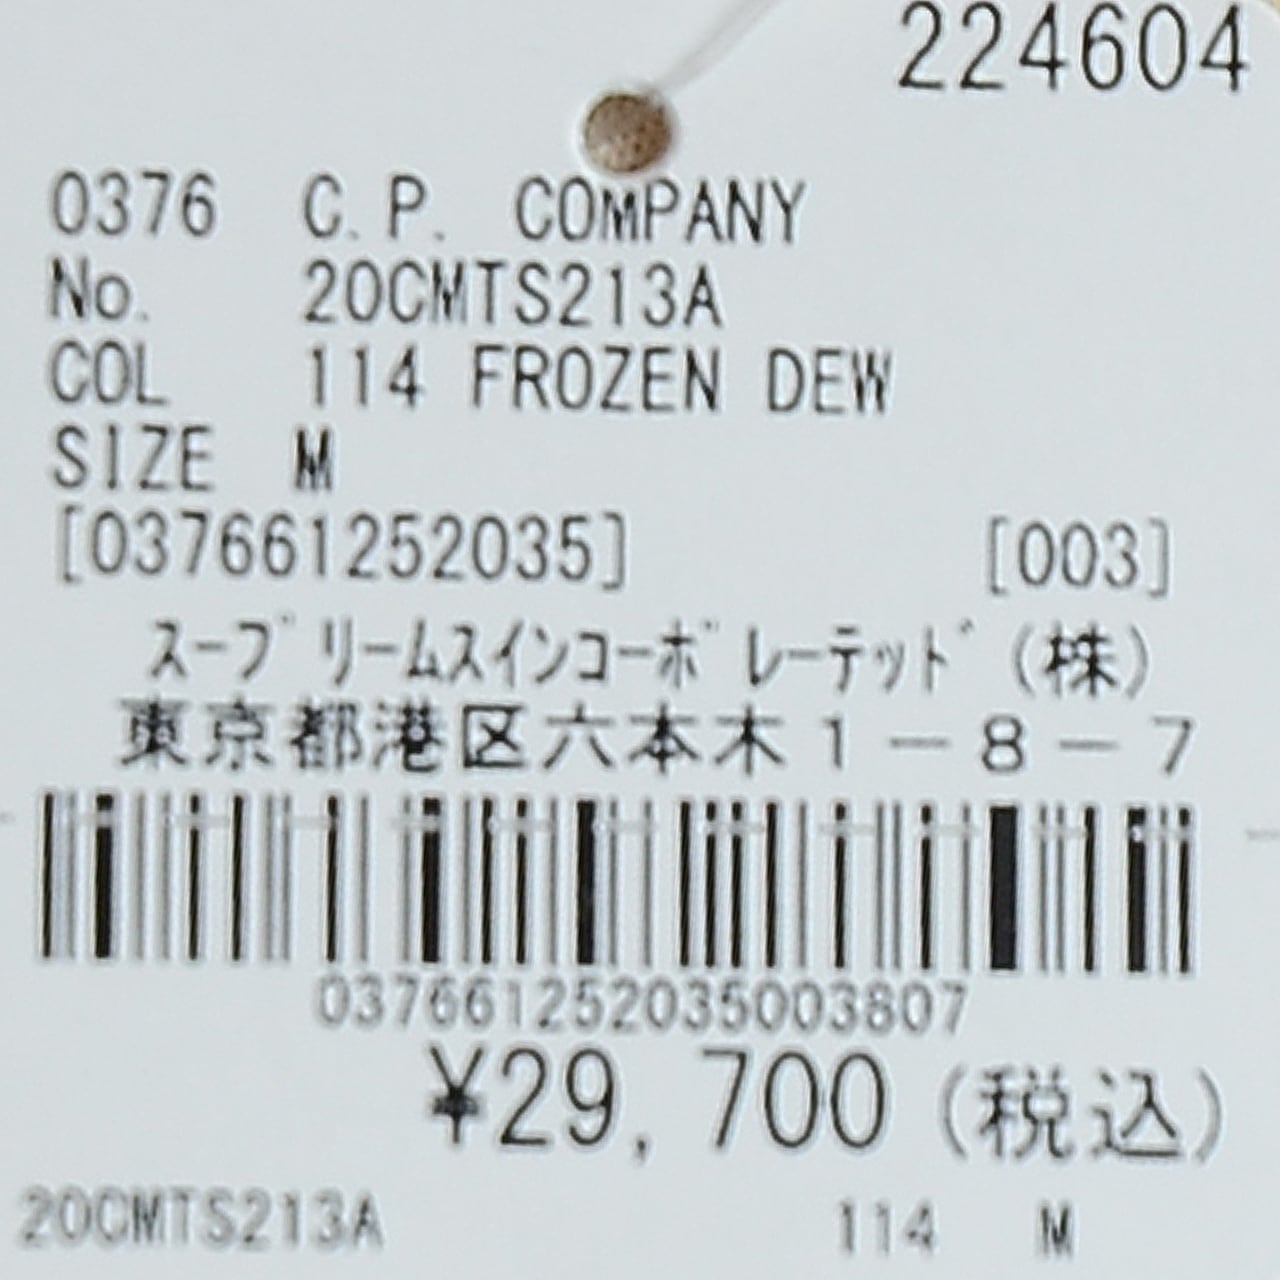 224604
0376 C.P. COMPANY
No. 20CMTS213A
COL 114 FROZEN DEW
SIZE M
[037661252035] [003]
ｽｰﾌﾟﾘｰﾑｽｲﾝｺｰﾎﾟﾚｰﾃｯﾄﾞ(株)
東京都港区六本木1－8－7
037661252035003807
¥29,700(税込)
20CMTS213A 114 M